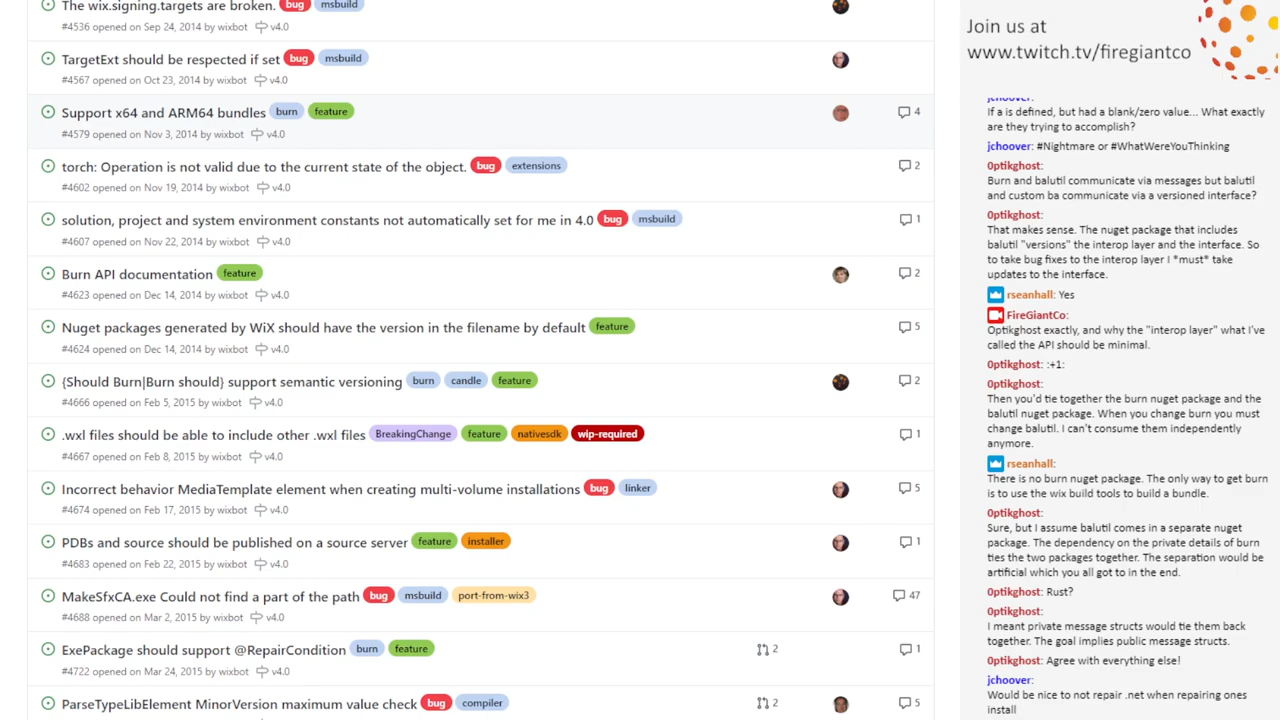 The wix.signing.targets are broken. bug msbuild
#4536 opened on Sep 24, 2014 by wixbot v4.0
TargetExt should be respected if set bug msbuild
#4567 opened on Oct 23, 2014 by wixbot v4.0
Support x64 and ARM64 bundles burn feature 4
#4579 opened on Nov 3, 2014 by wixbot v4.0
torch: Operation is not valid due to the current state of the object. bug extensions 2
#4602 opened on Nov 19, 2014 by wixbot v4.0
solution, project and system environment constants not automatically set for me in 4.0 bug msbuild 1
#4607 opened on Nov 22, 2014 by wixbot v4.0
Burn API documentation feature 2
#4623 opened on Dec 14, 2014 by wixbot v4.0
Nuget packages generated by WiX should have the version in the filename by default feature 5
#4624 opened on Dec 14, 2014 by wixbot v4.0
{Should Burn|Burn should} support semantic versioning burn candle feature 2
#4666 opened on Feb 5, 2015 by wixbot v4.0
.wxl files should be able to include other .wxl files BreakingChange feature nativesdk wip-required 1
#4667 opened on Feb 8, 2015 by wixbot v4.0
Incorrect behavior MediaTemplate element when creating multi-volume installations bug linker 5
#4674 opened on Feb 17, 2015 by wixbot v4.0
PDBs and source should be published on a source server feature installer 1
#4683 opened on Feb 22, 2015 by wixbot v4.0
MakeSfxCA.exe Could not find a part of the path bug msbuild port-from-wix3 47
#4688 opened on Mar 2, 2015 by wixbot v4.0
ExePackage should support @RepairCondition burn feature 2 1
#4722 opened on Mar 24, 2015 by wixbot v4.0
ParseTypeLibElement MinorVersion maximum value check bug compiler 2 5
Join us at
www.twitch.tv/firegiantco
jchoover:
If a is defined, but had a blank/zero value... What exactly
are they trying to accomplish?
jchoover: #Nightmare or #WhatWereYouThinking
0ptikghost:
Burn and balutil communicate via messages but balutil
and custom ba communicate via a versioned interface?
0ptikghost:
That makes sense. The nuget package that includes
balutil "versions" the interop layer and the interface. So
to take bug fixes to the interop layer I *must* take
updates to the interface.
rseanhall: Yes
FireGiantCo:
Optikghost exactly, and why the "interop layer" what I've
called the API should be minimal.
0ptikghost: :+1:
0ptikghost:
Then you'd tie together the burn nuget package and the
balutil nuget package. When you change burn you must
change balutil. I can't consume them independently
anymore.
rseanhall:
There is no burn nuget package. The only way to get burn
is to use the wix build tools to build a bundle.
0ptikghost:
Sure, but I assume balutil comes in a separate nuget
package. The dependency on the private details of burn
ties the two packages together. The separation would be
artificial which you all got to in the end.
0ptikghost: Rust?
0ptikghost:
I meant private message structs would tie them back
together. The goal implies public message structs.
0ptikghost: Agree with everything else!
jchoover:
Would be nice to not repair .net when repairing ones
install